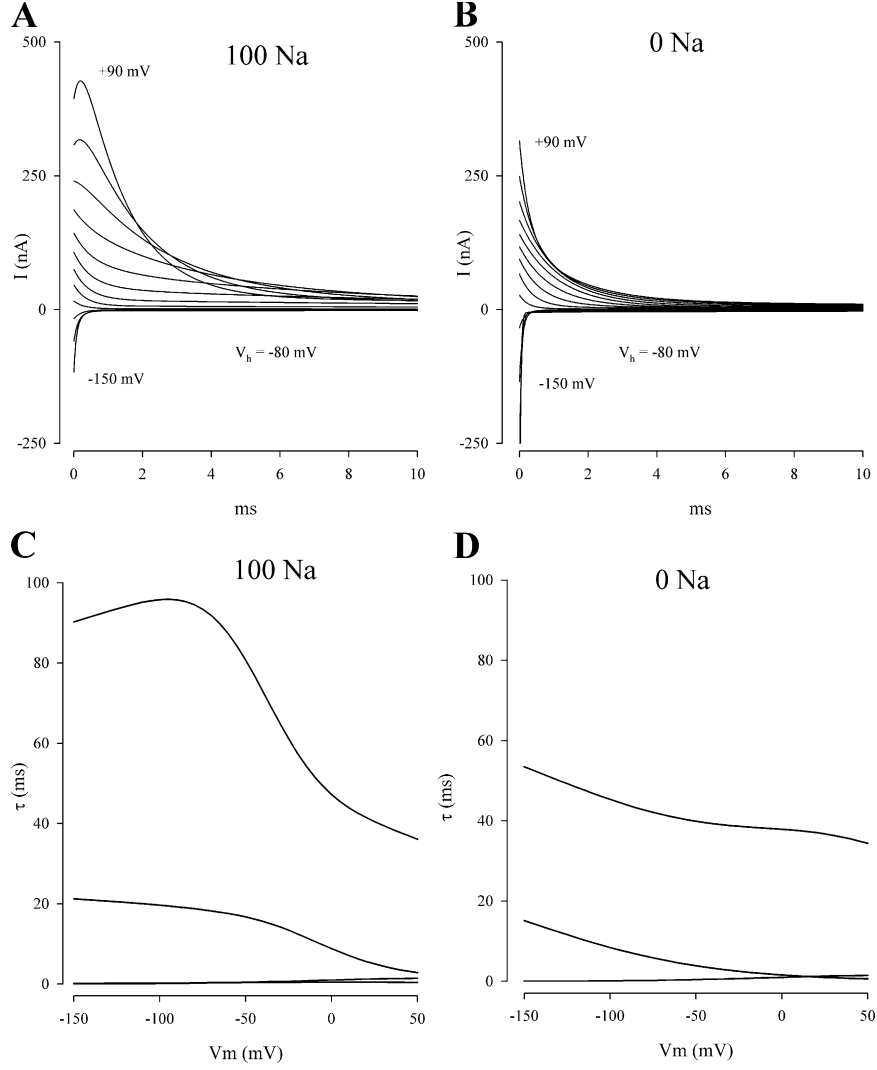 A
100 Na
500
250
0
-250
I (nA)
+90 mV
V_h = -80 mV
-150 mV
0 2 4 6 8 10
ms
B
0 Na
500
250
0
-250
I (nA)
+90 mV
V_h = -80 mV
-150 mV
0 2 4 6 8 10
ms
C
100 Na
100
80
60
40
20
0
τ (ms)
-150 -100 -50 0 50
Vm (mV)
D
0 Na
100
80
60
40
20
0
τ (ms)
-150 -100 -50 0 50
Vm (mV)